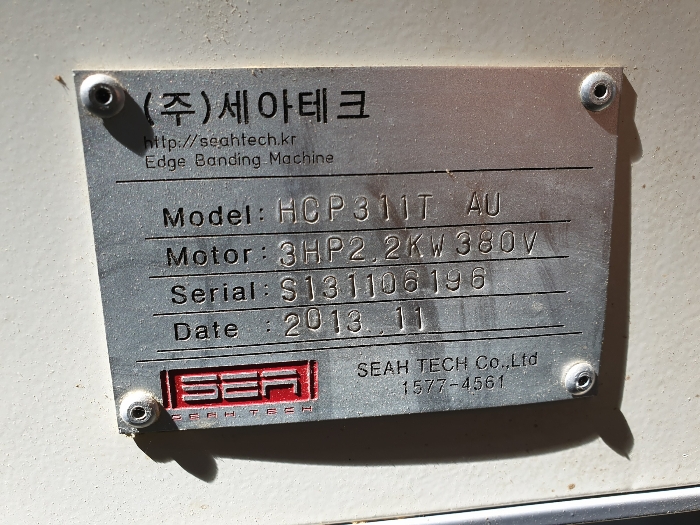 (주)세아테크
http://seahtech.kr
Edge Banding Machine
Model: HCP311T AU
Motor: 3HP2.2KW380V
Serial: S131106196
Date : 2013.11
SEA
SEAH TECH
SEAH TECH Co.,Ltd
1577-4561